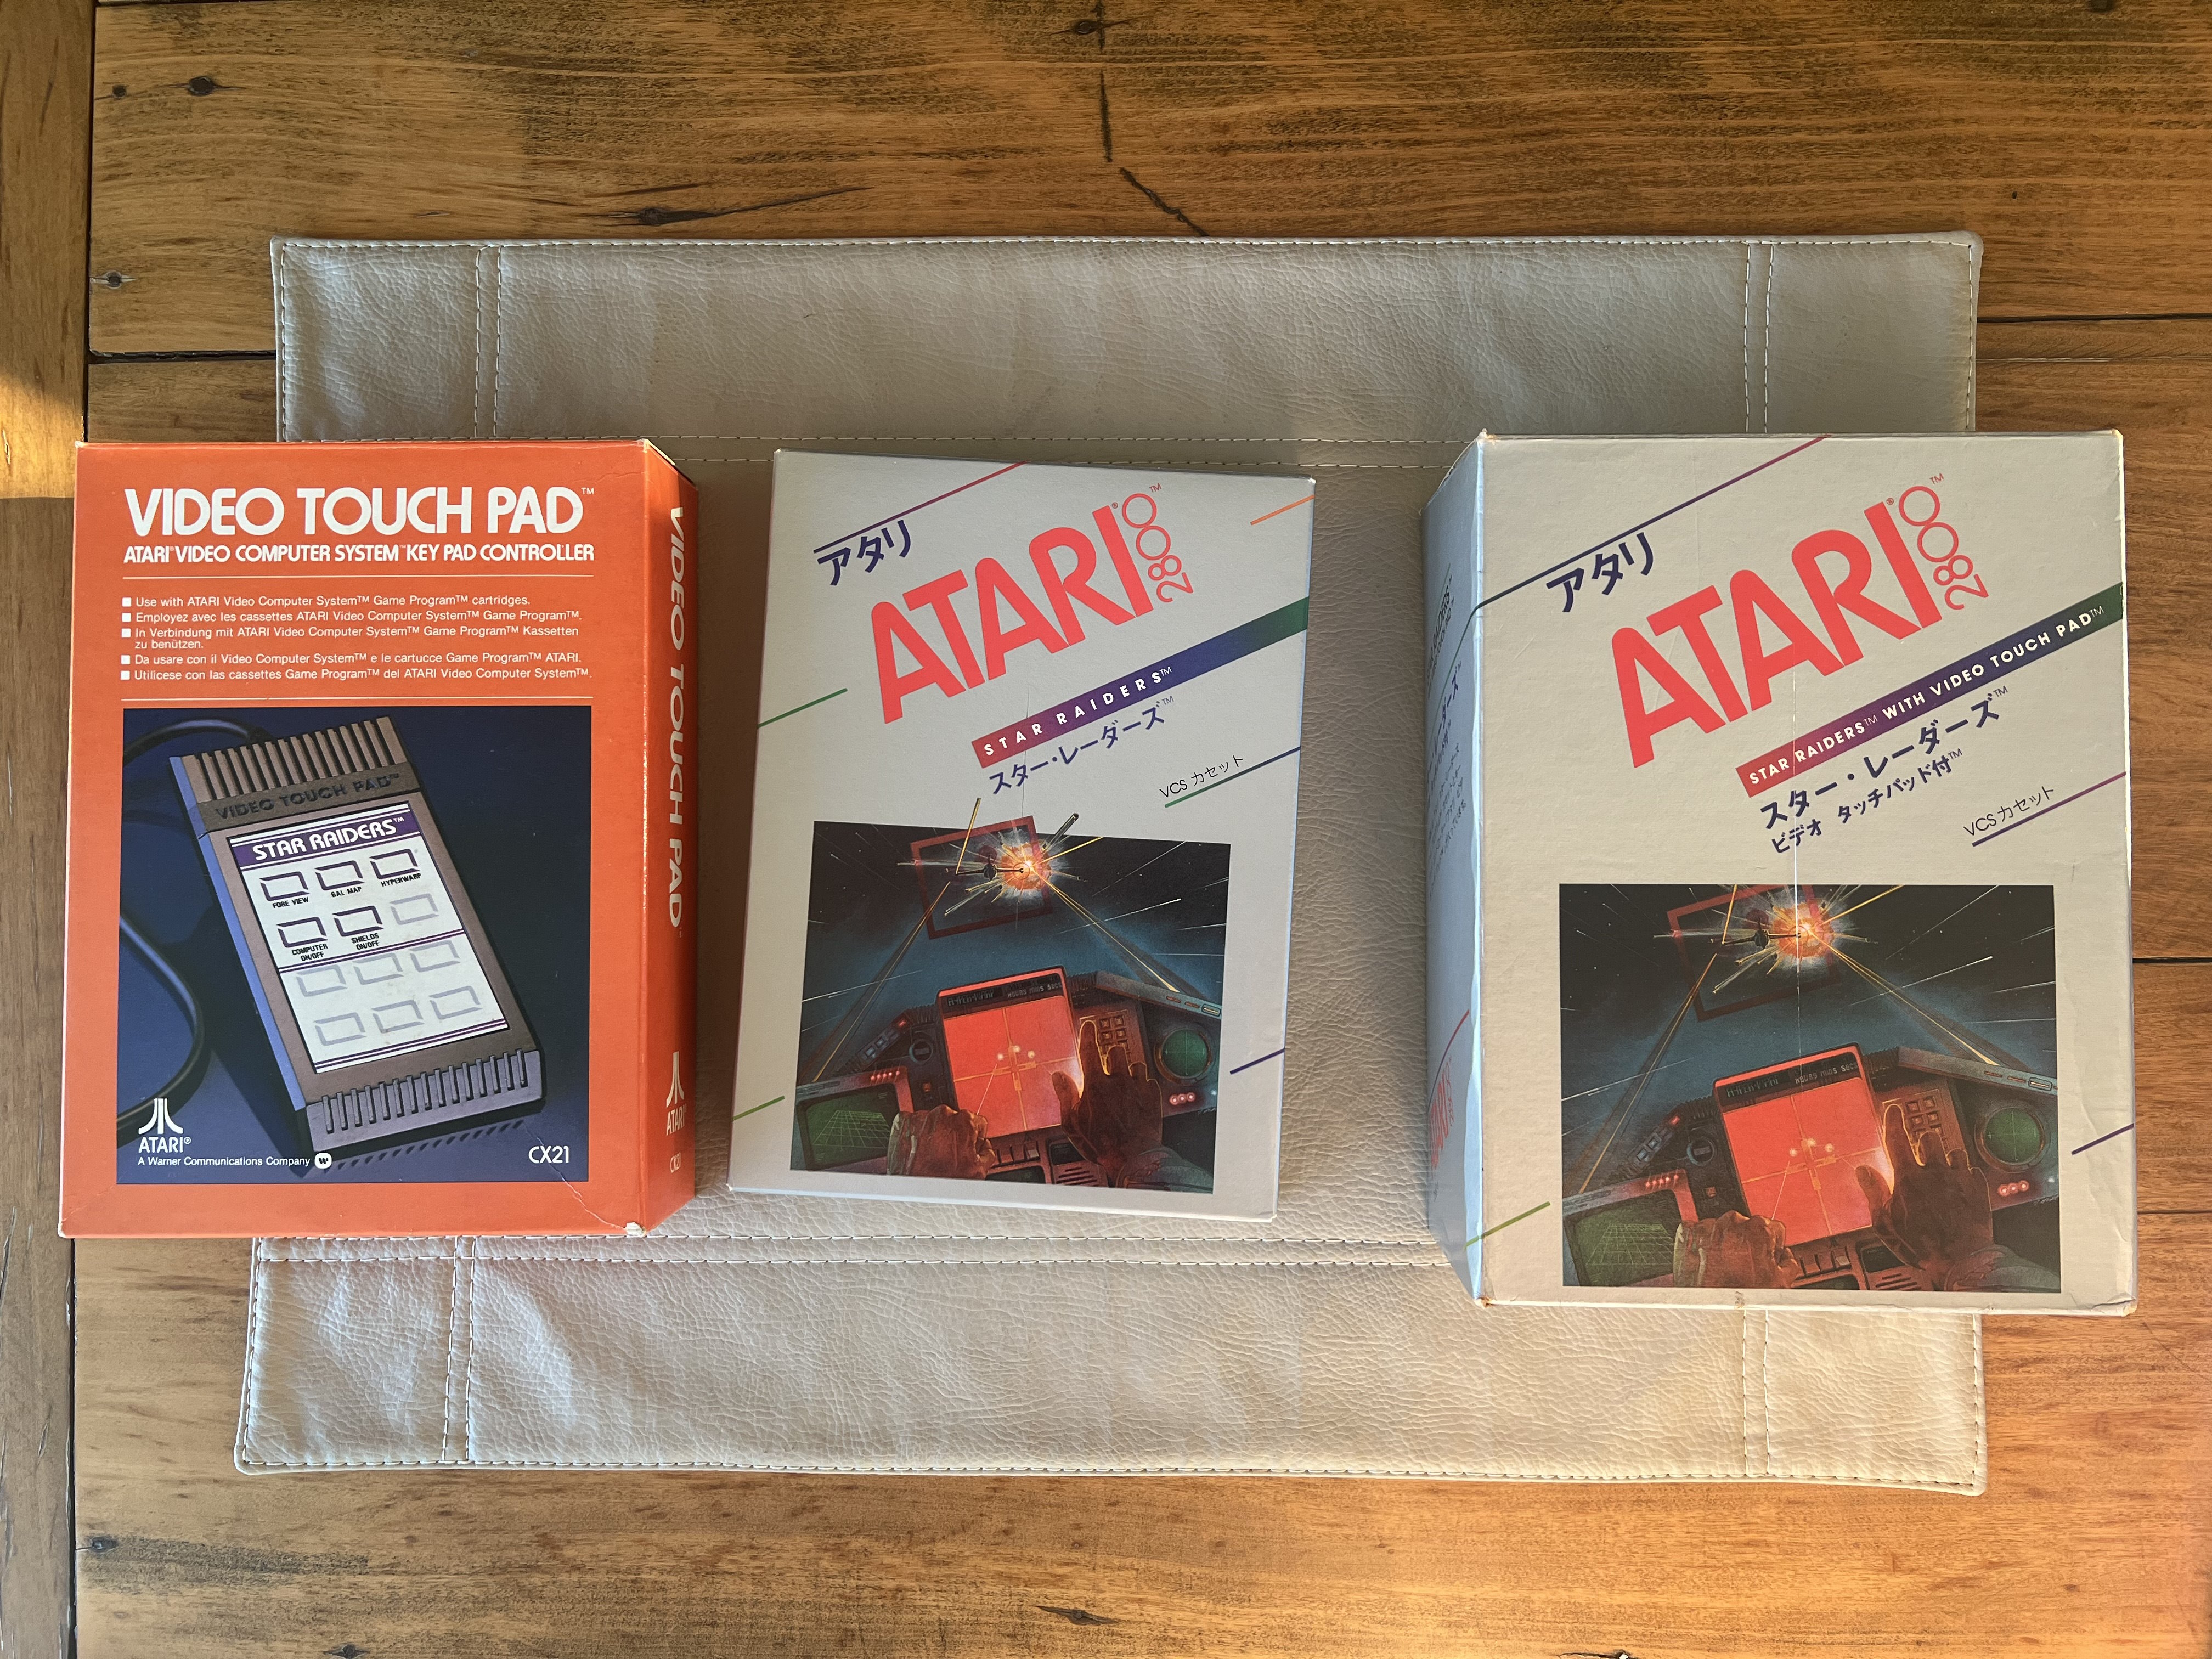 VIDEO TOUCH PAD™
ATARI® VIDEO COMPUTER SYSTEM™ KEY PAD CONTROLLER
Use with ATARI Video Computer System™ Game Program™ cartridges.
Employez avec les cassettes ATARI Video Computer System™ Game Program™.
In Verbindung mit ATARI Video Computer System™ Game Program™ Kassetten
zu benützen.
Da usare con il Video Computer System™ e le cartucce Game Program™ ATARI.
Utilicese con las cassettes Game Program™ del ATARI Video Computer System™.
VIDEO TOUCH PAD™
STAR RAIDERS™
FORE VIEW
GAL MAP
HYPERWARP
COMPUTER
ON/OFF
SHIELDS
ON/OFF
ATARI®
A Warner Communications Company
CX21
VIDEO TOUCH PAD
ATARI
CX21
アタリ
ATARI® 2800™
STAR RAIDERS™
スター・レーダーズ™
VCS カセット
HOURS MINS SECS
アタリ
ATARI® 2800™
STAR RAIDERS™ WITH VIDEO TOUCH PAD™
スター・レーダーズ™
ビデオ タッチパッド付™
VCS カセット
HOURS MINS SECS